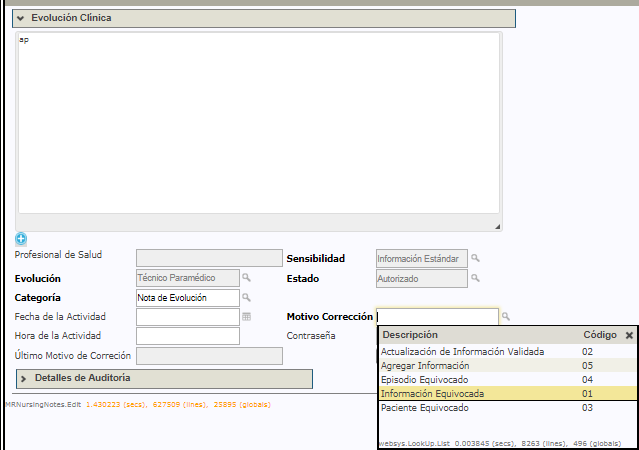 Evolución Clínica
ap
Profesional de Salud
Sensibilidad Información Estándar
Evolución Técnico Paramédico Estado Autorizado
Categoría Nota de Evolución
Fecha de la Actividad Motivo Corrección
Hora de la Actividad Contraseña
Último Motivo de Correción
Descripción Código
Actualización de Información Validada 02
Agregar Información 05
Episodio Equivocado 04
Información Equivocada 01
Paciente Equivocado 03
Detalles de Auditoria
MRNursingNotes.Edit 1.430223 (secs), 627309 (lines), 25895 (globals)
websys.LookUp.List 0.003845 (secs), 8263 (lines), 496 (globals)